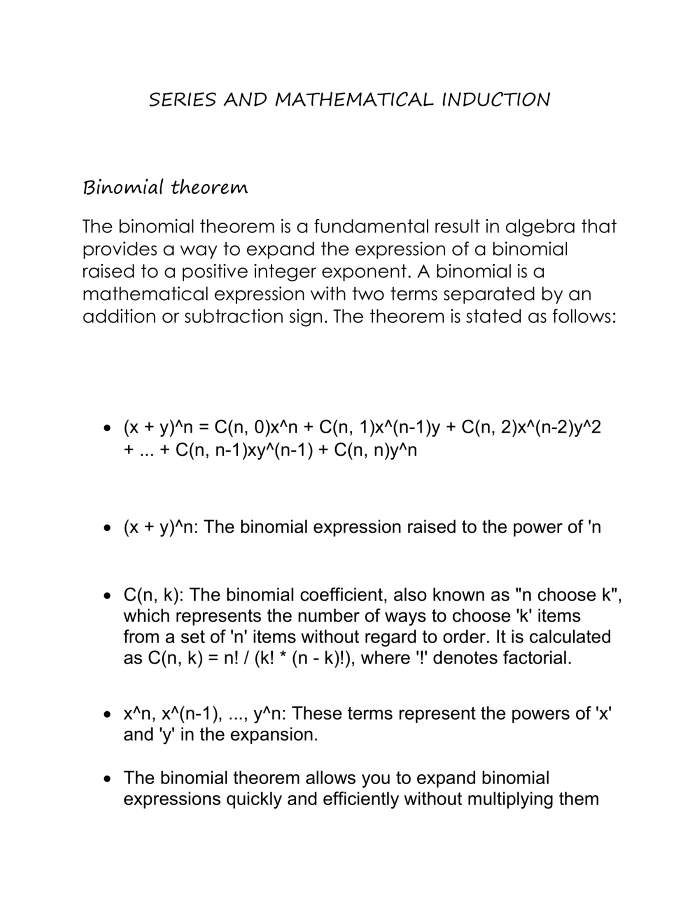 SERIES AND MATHEMATICAL INDUCTION
Binomial theorem
The binomial theorem is a fundamental result in algebra that
provides a way to expand the expression of a binomial
raised to a positive integer exponent. A binomial is a
mathematical expression with two terms separated by an
addition or subtraction sign. The theorem is stated as follows:
• (x + y)^n = C(n, 0)x^n + C(n, 1)x^(n-1)y + C(n, 2)x^(n-2)y^2
+ ... + C(n, n-1)xy^(n-1) + C(n, n)y^n
• (x + y)^n: The binomial expression raised to the power of 'n
• C(n, k): The binomial coefficient, also known as "n choose k",
which represents the number of ways to choose 'k' items
from a set of 'n' items without regard to order. It is calculated
as C(n, k) = n! / (k! * (n - k)!), where '!' denotes factorial.
• x^n, x^(n-1), ..., y^n: These terms represent the powers of 'x'
and 'y' in the expansion.
• The binomial theorem allows you to expand binomial
expressions quickly and efficiently without multiplying them